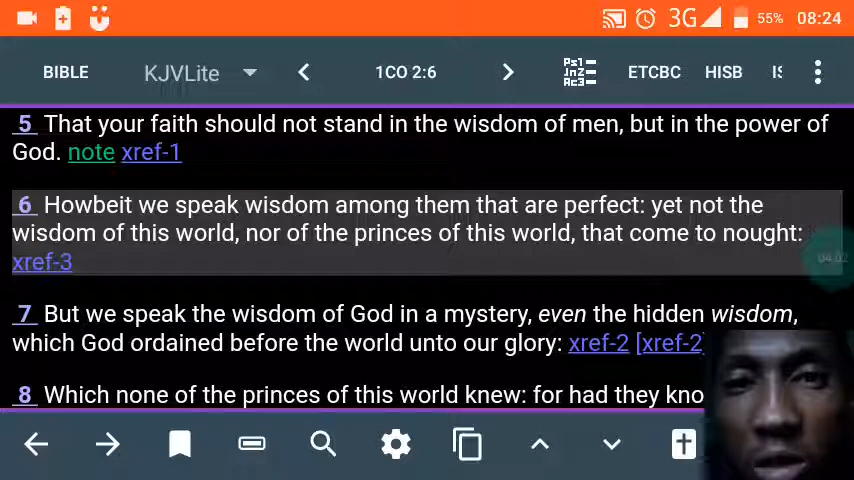 3G 55% 08:24
BIBLE KJVLite 1CO 2:6 Ps1 Jn2 Ac3 ETCBC HISB
5 That your faith should not stand in the wisdom of men, but in the power of
God. note xref-1
6 Howbeit we speak wisdom among them that are perfect: yet not the
wisdom of this world, nor of the princes of this world, that come to nought:
04:02
xref-3
7 But we speak the wisdom of God in a mystery, even the hidden wisdom,
which God ordained before the world unto our glory: xref-2 [xref-2]
8 Which none of the princes of this world knew: for had they kno